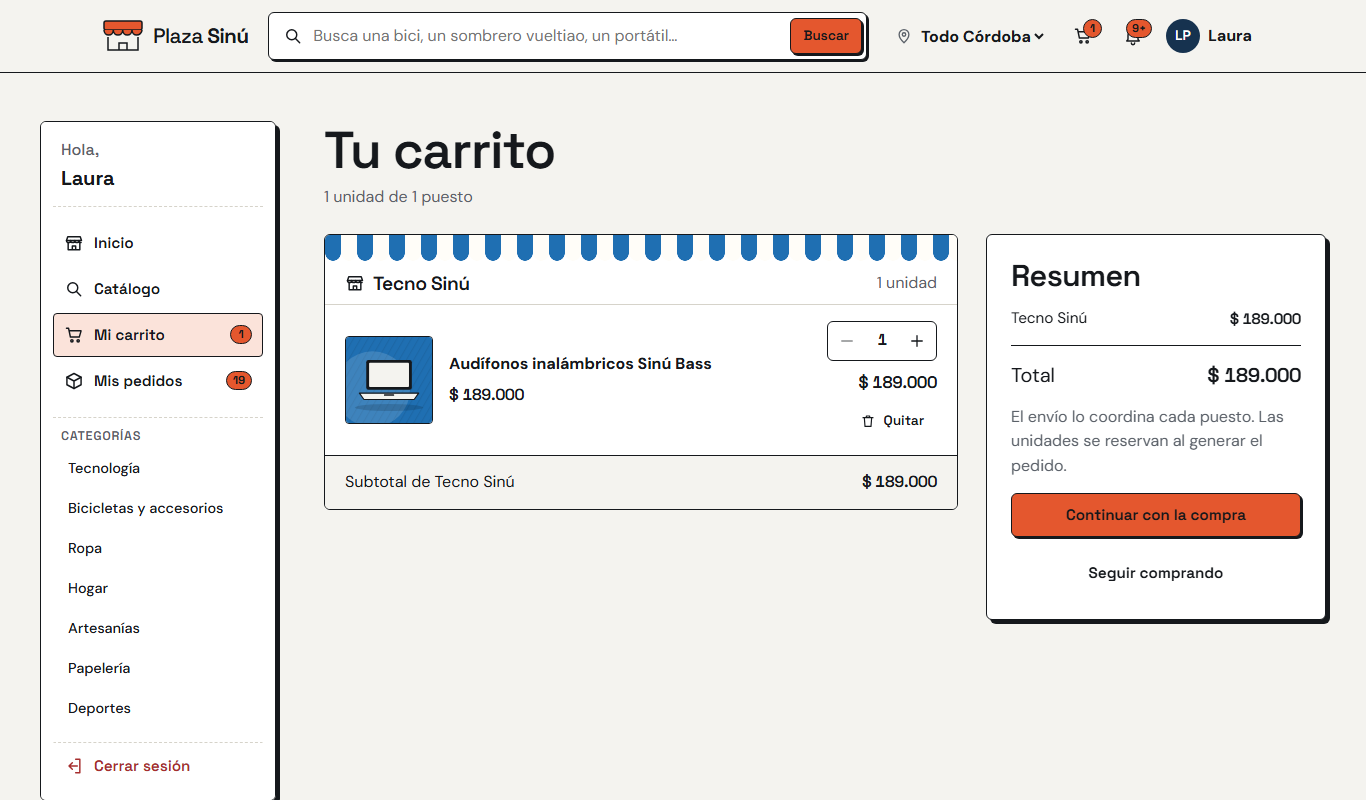 Plaza Sinú
Busca una bici, un sombrero vueltiao, un portátil...
Buscar
Todo Córdoba
1
9+
LP
Laura
Hola,
Laura
Inicio
Catálogo
Mi carrito
1
Mis pedidos
19
CATEGORÍAS
Tecnología
Bicicletas y accesorios
Ropa
Hogar
Artesanías
Papelería
Deportes
Cerrar sesión
Tu carrito
1 unidad de 1 puesto
Tecno Sinú
1 unidad
Audífonos inalámbricos Sinú Bass
$ 189.000
1
$ 189.000
Quitar
Subtotal de Tecno Sinú
$ 189.000
Resumen
Tecno Sinú
$ 189.000
Total
$ 189.000
El envío lo coordina cada puesto. Las
unidades se reservan al generar el
pedido.
Continuar con la compra
Seguir comprando